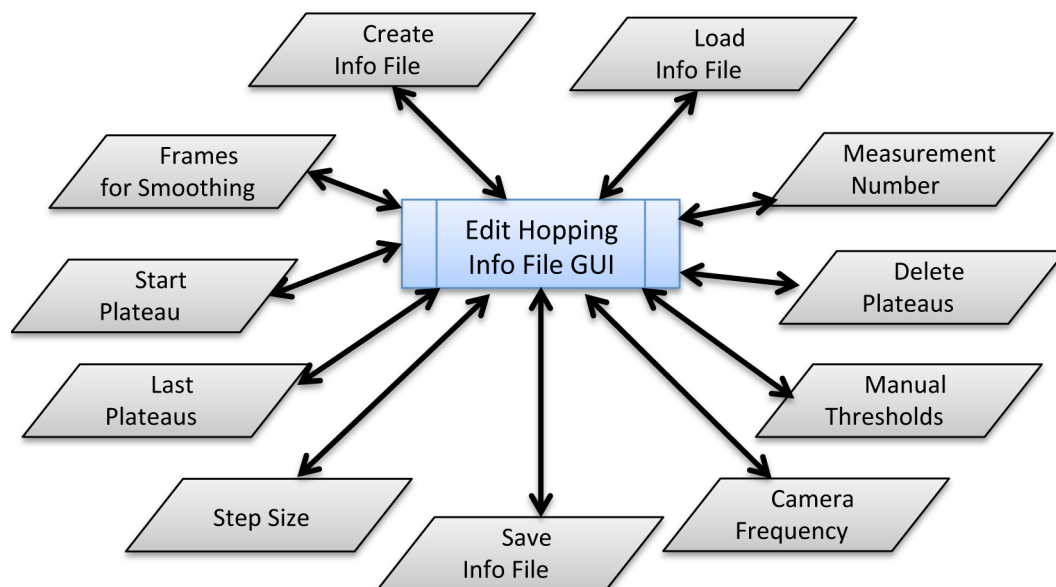 Create
Info File
Load
Info File
Frames
for Smoothing
Measurement
Number
Edit Hopping
Info File GUI
Start
Plateau
Delete
Plateaus
Last
Plateaus
Manual
Thresholds
Step Size
Save
Info File
Camera
Frequency